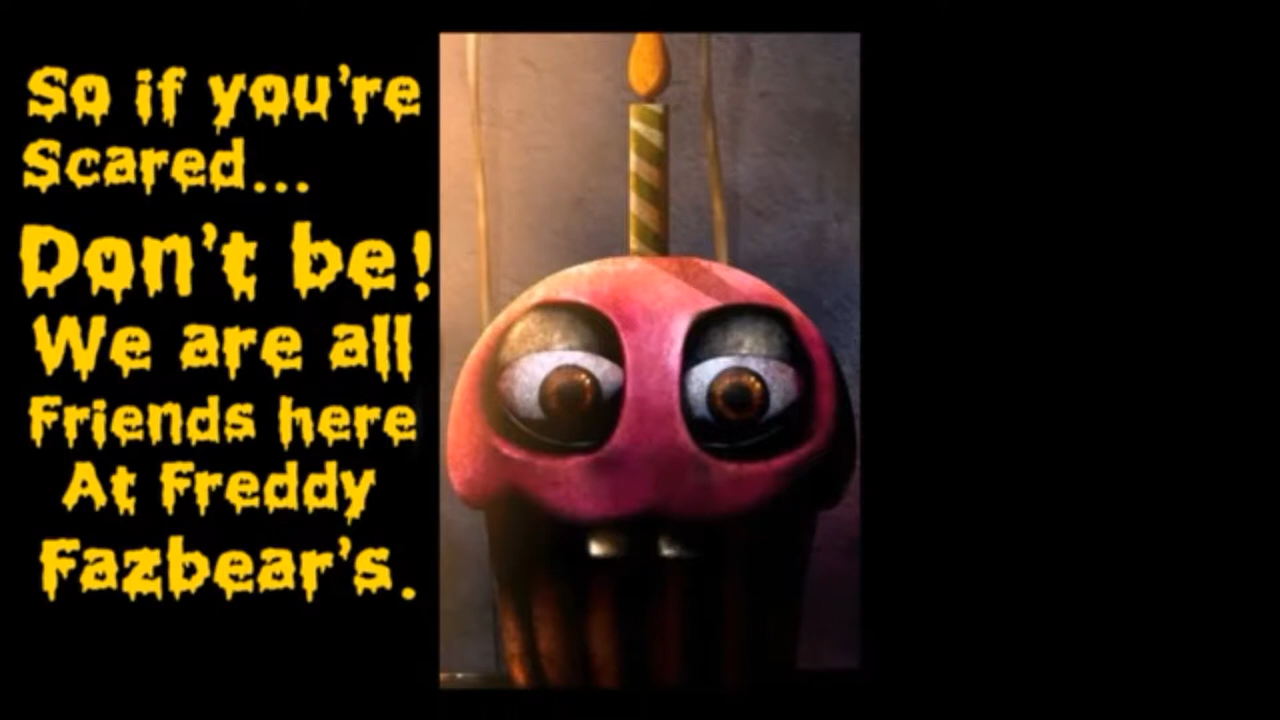 So if you're
Scared...
Don't be!
We are all
Friends here
At Freddy
Fazbear's.